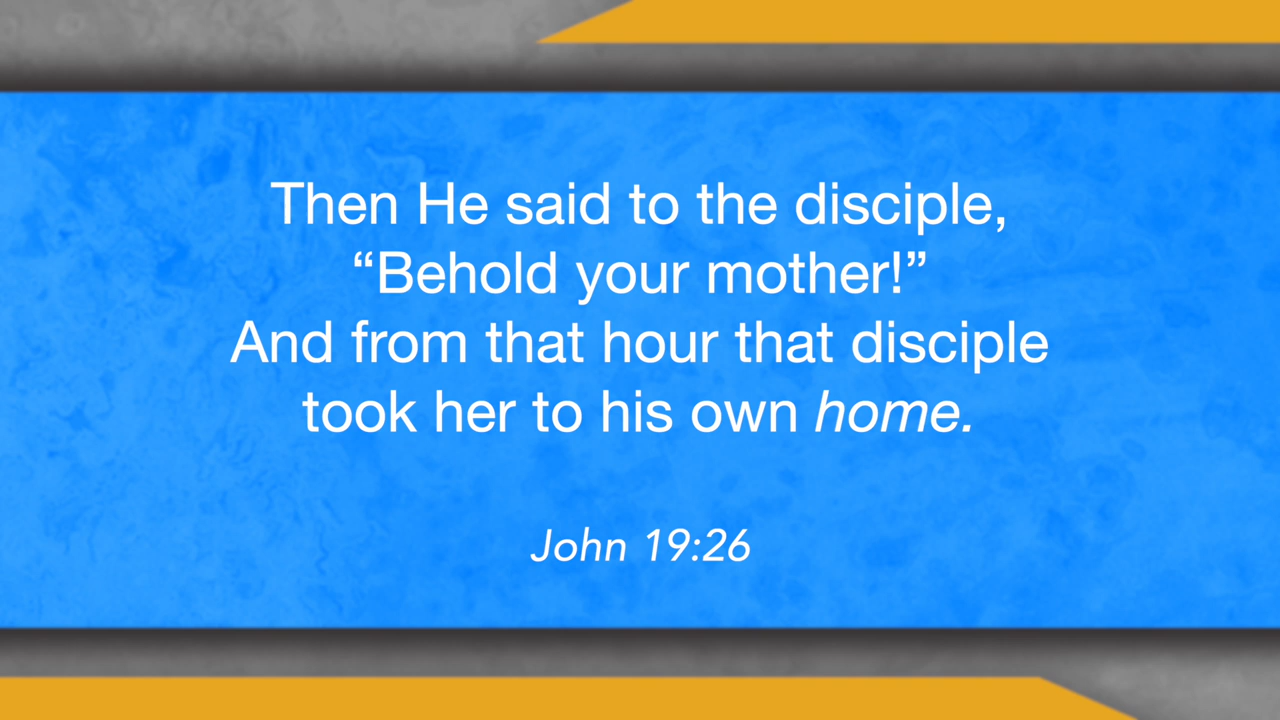 Then He said to the disciple,
“Behold your mother!”
And from that hour that disciple
took her to his own home.
John 19:26